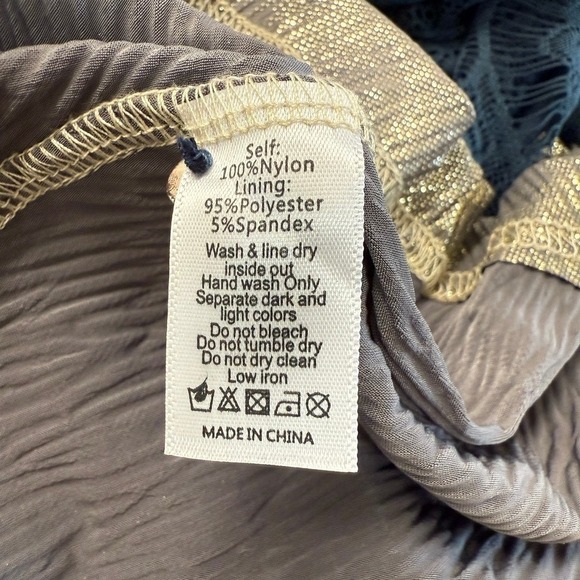 Self:
100%Nylon
Lining:
95%Polyester
5%Spandex
Wash & line dry
inside out
Hand wash Only
Separate dark and
light colors
Do not bleach
Do not tumble dry
Do not dry clean
Low iron
MADE IN CHINA